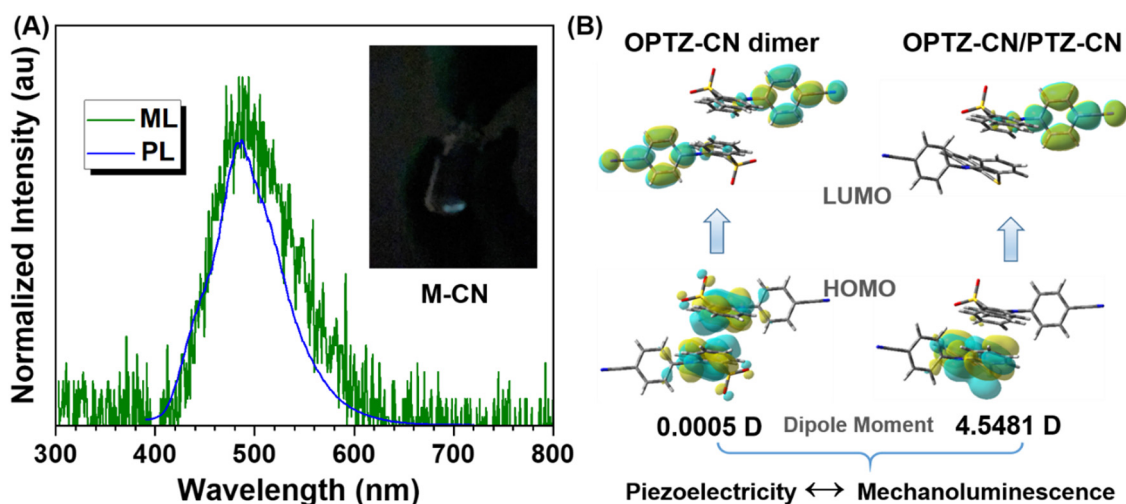 (A)
Normalized Intensity (au)
ML
PL
M-CN
300 400 500 600 700 800
Wavelength (nm)
(B)
OPTZ-CN dimer OPTZ-CN/PTZ-CN
LUMO
HOMO
0.0005 D Dipole Moment 4.5481 D
Piezoelectricity ↔ Mechanoluminescence